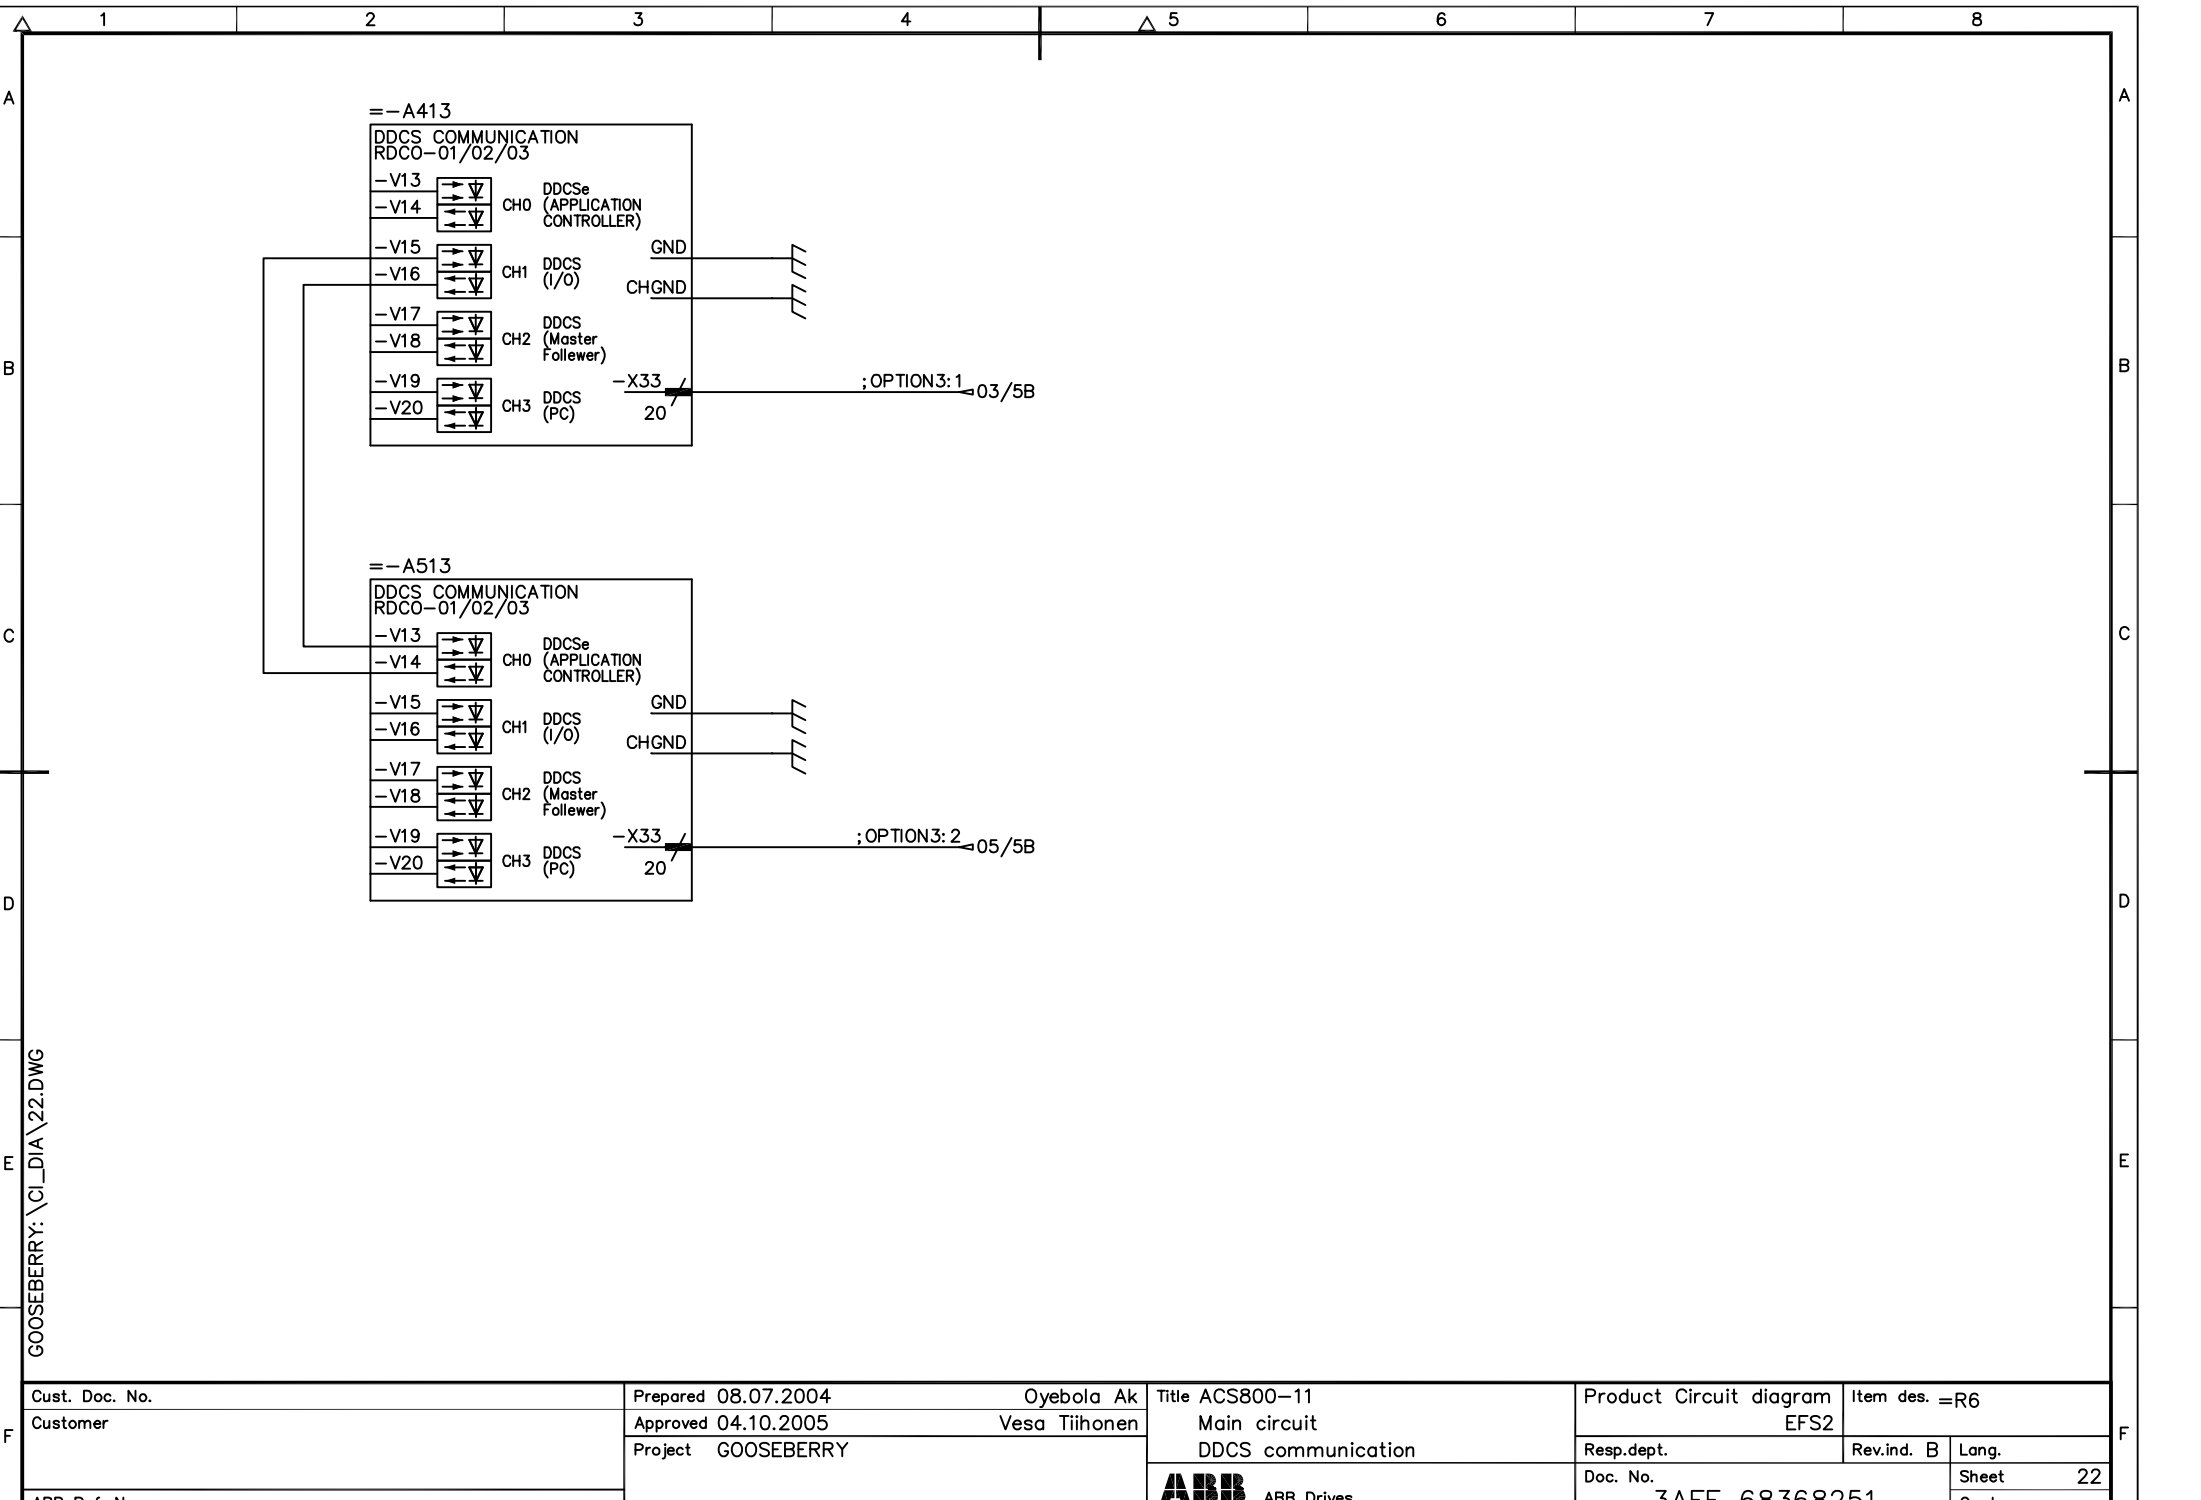 1 2 3 4 5 6 7 8
A A
=-A413
DDCS COMMUNICATION
RDCO-01/02/03
-V13
-V14
CH0
DDCSe
(APPLICATION
CONTROLLER)
-V15
-V16
CH1
DDCS
(I/O)
GND
CHGND
-V17
-V18
CH2
DDCS
(Master
Follewer)
B B
-V19
-V20
CH3
DDCS
(PC)
-X33
20
;OPTION3:1
03/5B
=-A513
DDCS COMMUNICATION
RDCO-01/02/03
C C
-V13
-V14
CH0
DDCSe
(APPLICATION
CONTROLLER)
-V15
-V16
CH1
DDCS
(I/O)
GND
CHGND
-V17
-V18
CH2
DDCS
(Master
Follewer)
-V19
-V20
CH3
DDCS
(PC)
-X33
20
;OPTION3:2
05/5B
D D
E E
GOOSEBERRY:\CI_DIA\22.DWG
F F
Cust. Doc. No.
Customer
Prepared 08.07.2004 Oyebola Ak
Approved 04.10.2005 Vesa Tiihonen
Project GOOSEBERRY
Title ACS800-11
Main circuit
DDCS communication
ABB
ABB Drives
Product Circuit diagram
EFS2
Item des. =R6
Resp.dept.
Rev.ind. B
Lang.
Doc. No.
3AFE 68368251
Sheet 22